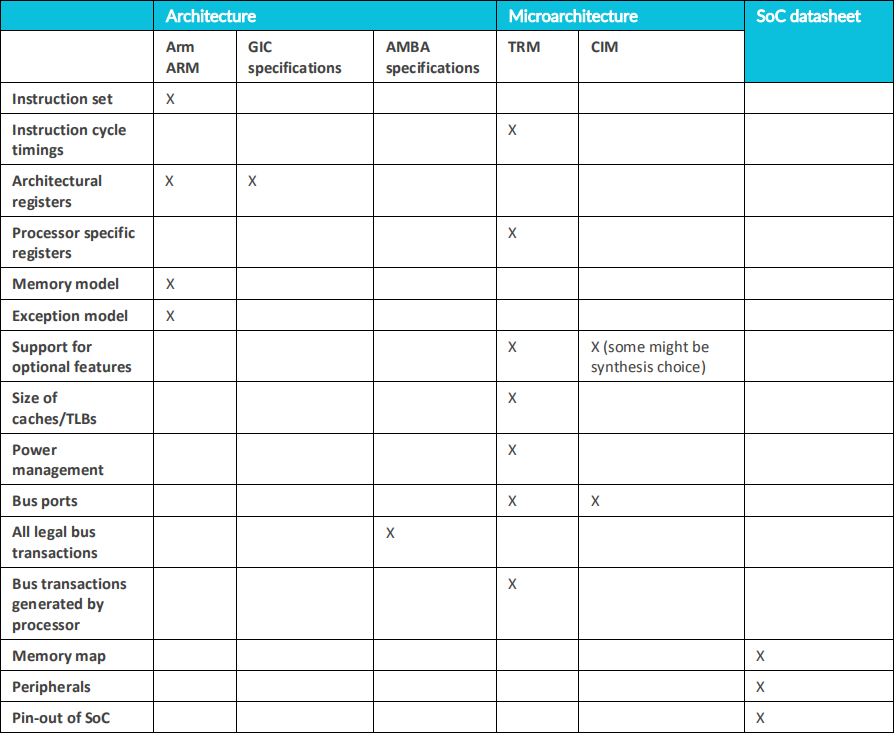 Architecture Microarchitecture SoC datasheet
Arm GIC AMBA TRM CIM
ARM specifications specifications
Instruction set X
Instruction cycle X
timings
Architectural X X
registers
Processor specific X
registers
Memory model X
Exception model X
Support for X X (some might be
optional features synthesis choice)
Size of X
caches/TLBs
Power X
management
Bus ports X X
All legal bus X
transactions
Bus transactions X
generated by
processor
Memory map X
Peripherals X
Pin-out of SoC X